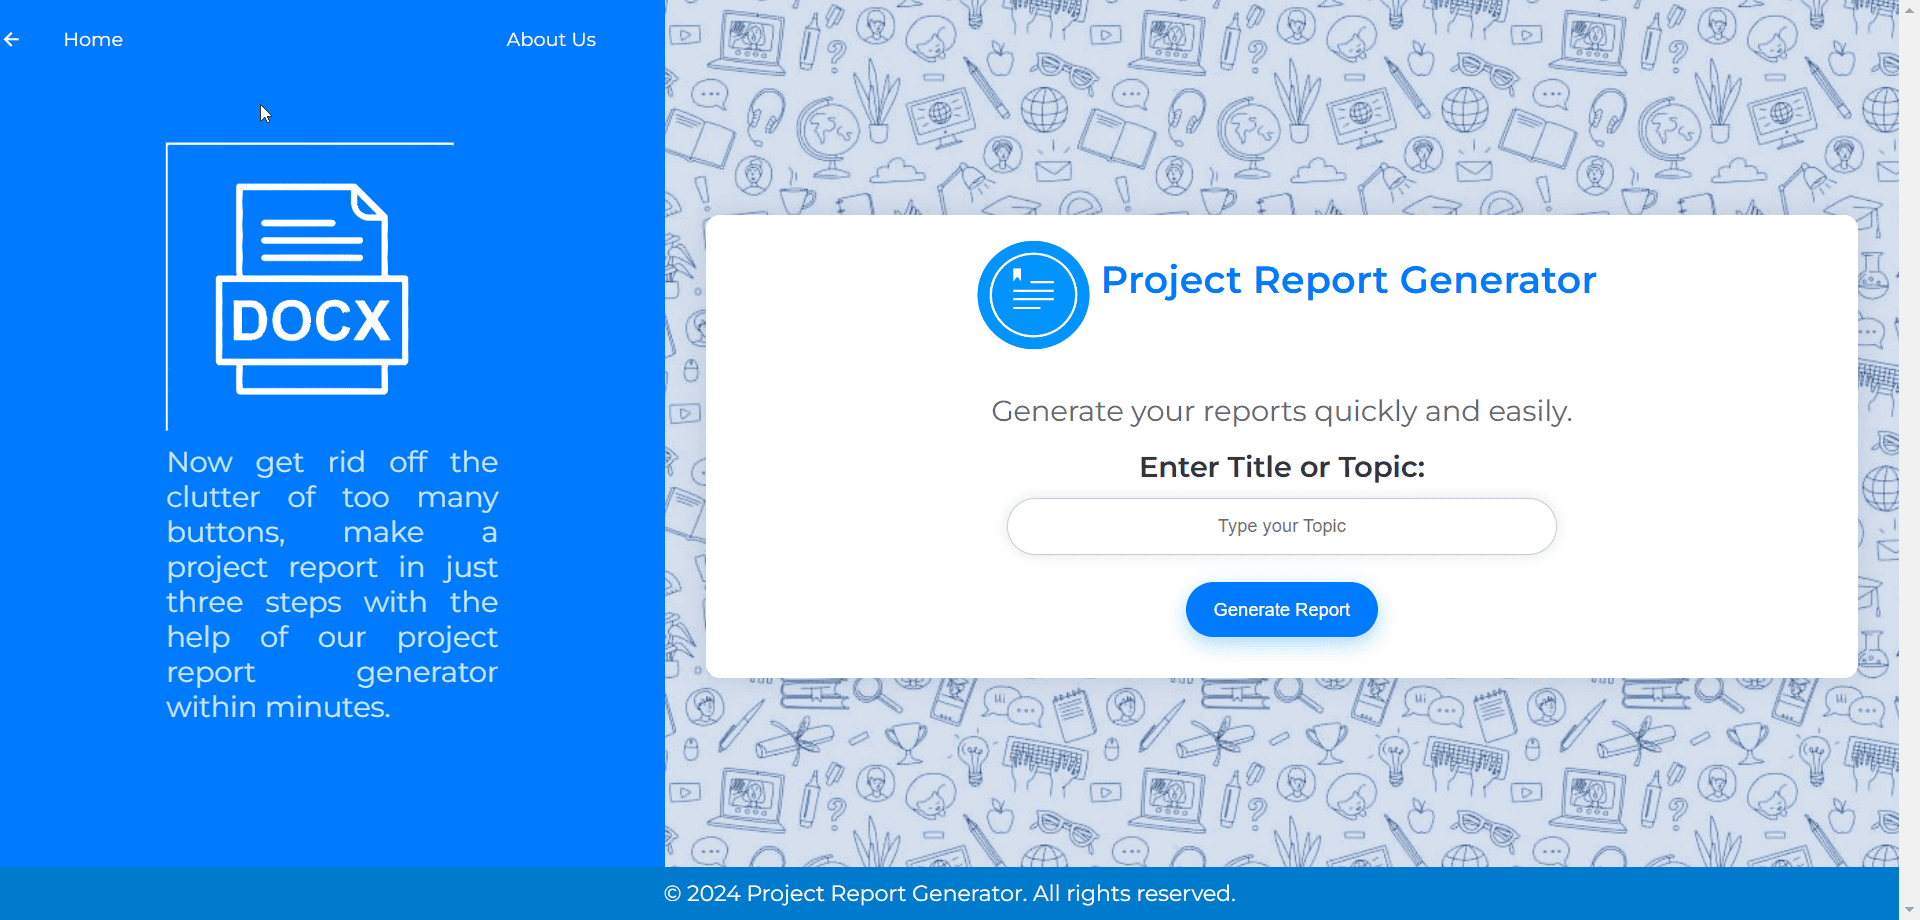 Home
About Us
DOCX
Now get rid off the
clutter of too many
buttons, make a
project report in just
three steps with the
help of our project
report generator
within minutes.
Project Report Generator
Generate your reports quickly and easily.
Enter Title or Topic:
Type your Topic
Generate Report
© 2024 Project Report Generator. All rights reserved.